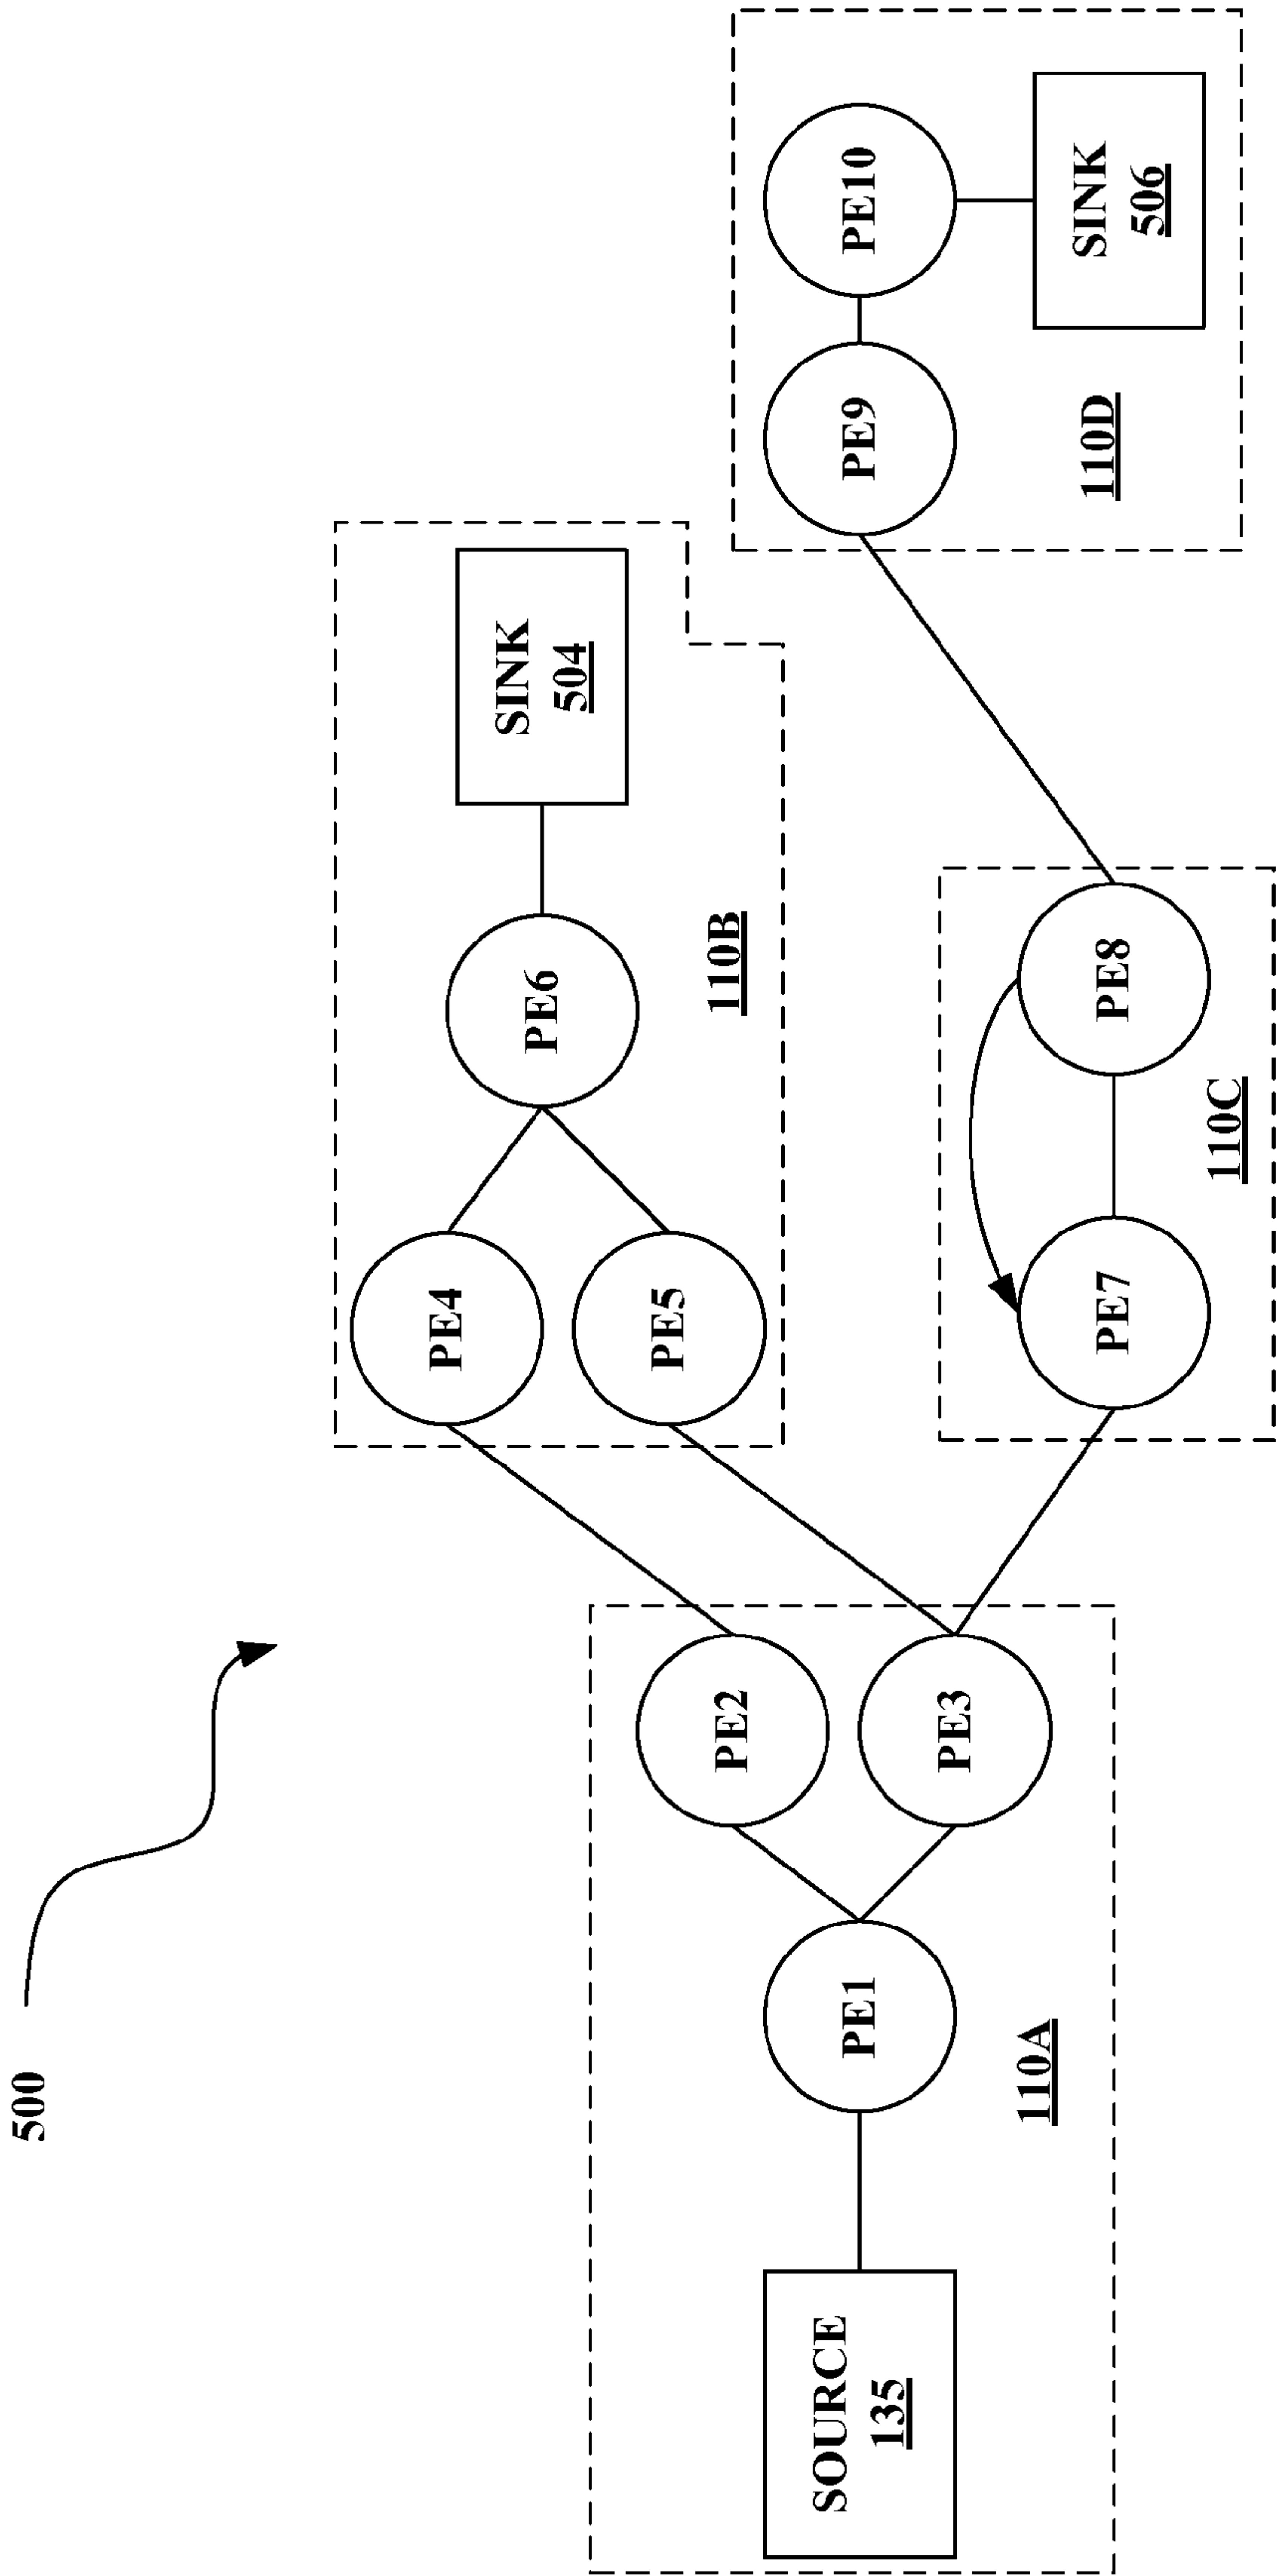 500
SOURCE
135
PE1
110A
PE2
PE3
PE4
PE5
PE6
SINK
504
110B
PE7
PE8
110C
PE9
PE10
SINK
506
110D